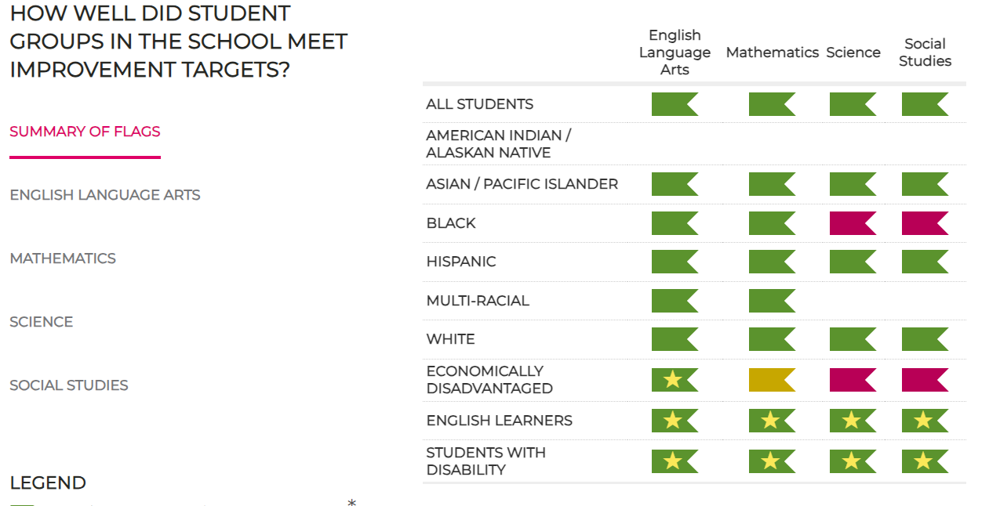 HOW WELL DID STUDENT
GROUPS IN THE SCHOOL MEET
IMPROVEMENT TARGETS?
SUMMARY OF FLAGS
ENGLISH LANGUAGE ARTS
MATHEMATICS
SCIENCE
SOCIAL STUDIES
LEGEND
*
English
Language
Arts
Mathematics
Science
Social
Studies
ALL STUDENTS
AMERICAN INDIAN /
ALASKAN NATIVE
ASIAN / PACIFIC ISLANDER
BLACK
HISPANIC
MULTI-RACIAL
WHITE
ECONOMICALLY
DISADVANTAGED
ENGLISH LEARNERS
STUDENTS WITH
DISABILITY